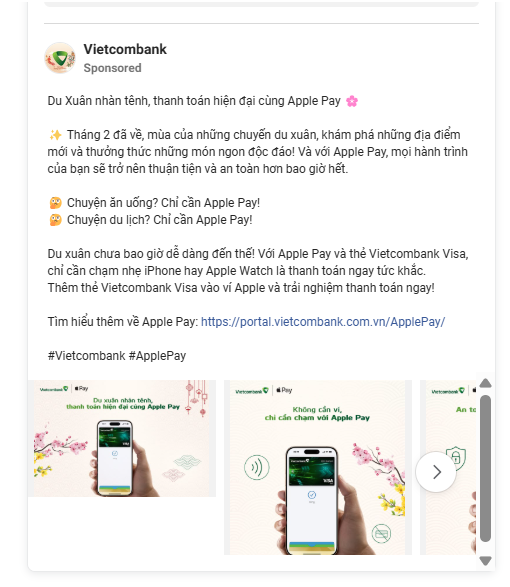 Vietcombank
Sponsored
Du Xuân nhàn tênh, thanh toán hiện đại cùng Apple Pay 🌸
✨ Tháng 2 đã về, mùa của những chuyến du xuân, khám phá những địa điểm
mới và thưởng thức những món ngon độc đáo! Và với Apple Pay, mọi hành trình
của bạn sẽ trở nên thuận tiện và an toàn hơn bao giờ hết.
Chuyện ăn uống? Chỉ cần Apple Pay!
Chuyện du lịch? Chỉ cần Apple Pay!
Du xuân chưa bao giờ dễ dàng đến thế! Với Apple Pay và thẻ Vietcombank Visa,
chỉ cần chạm nhẹ iPhone hay Apple Watch là thanh toán ngay tức khắc.
Thêm thẻ Vietcombank Visa vào ví Apple và trải nghiệm thanh toán ngay!
Tìm hiểu thêm về Apple Pay: https://portal.vietcombank.com.vn/ApplePay/
#Vietcombank #ApplePay
Vietcombank Pay
Du xuân nhàn tênh,
thanh toán hiện đại cùng Apple Pay
VISA
Vietcombank Pay
Không cần ví,
chỉ cần chạm với Apple Pay
VISA
Vietcomb
An to